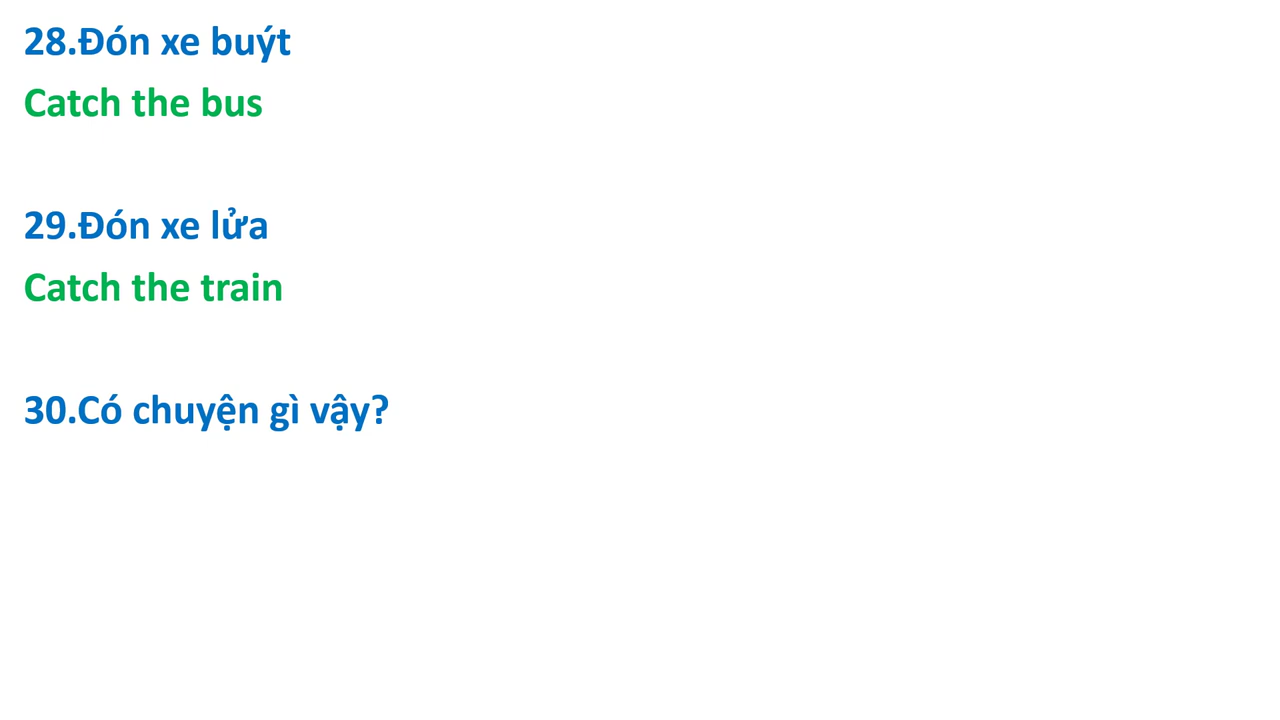 28.Đón xe buýt
Catch the bus
29.Đón xe lửa
Catch the train
30.Có chuyện gì vậy?